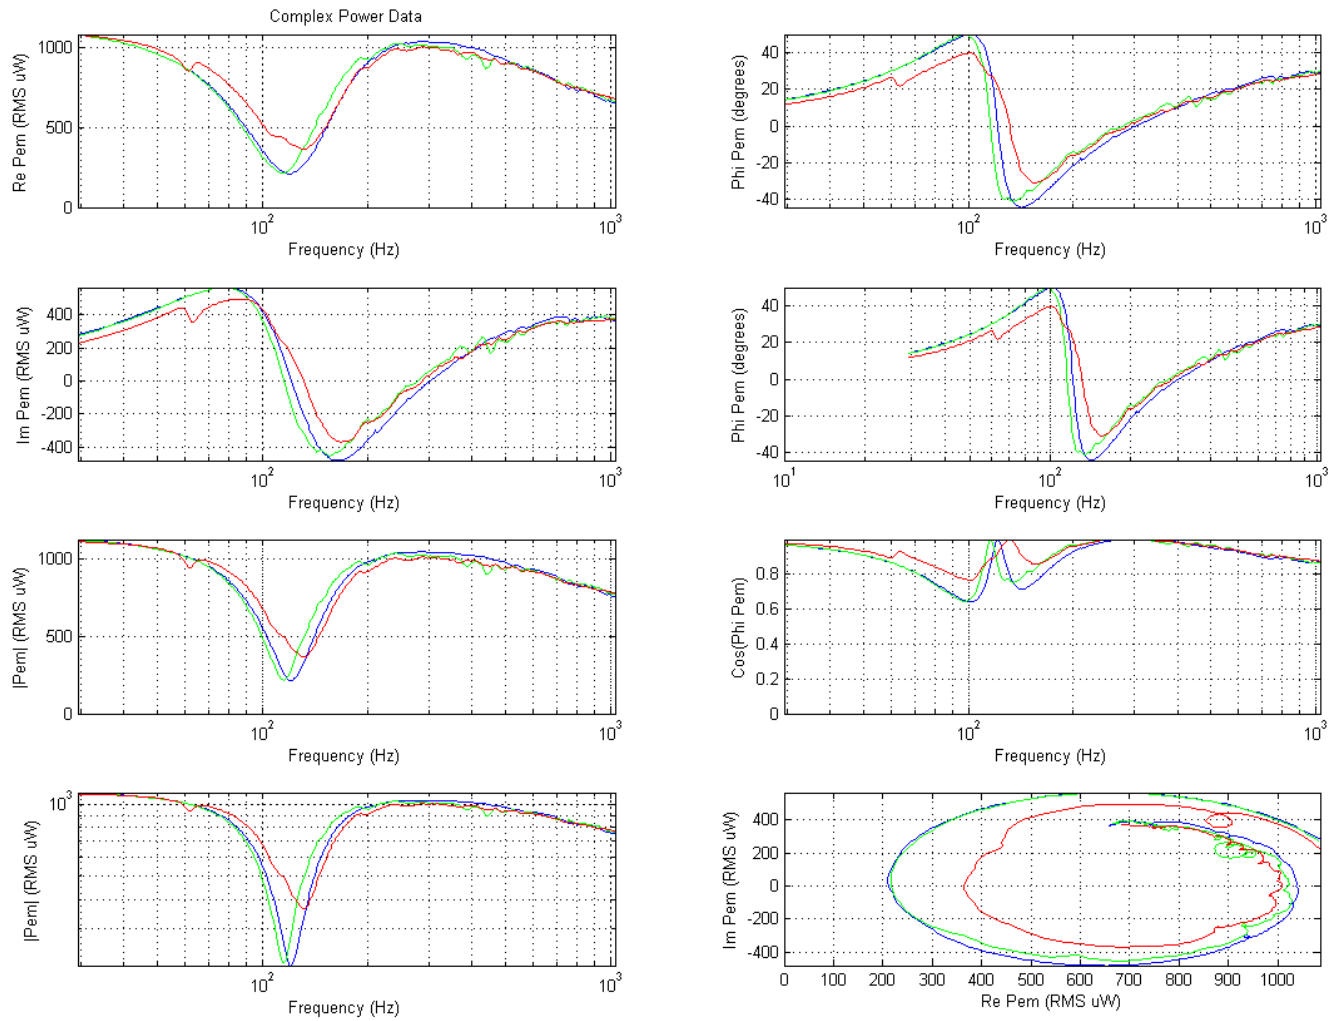 Complex Power Data
Re Pem (RMS uW)
1000
500
0
10^2
10^3
Frequency (Hz)
Phi Pem (degrees)
40
20
0
-20
-40
10^2
10^3
Frequency (Hz)
Im Pem (RMS uW)
400
200
0
-200
-400
10^2
10^3
Frequency (Hz)
Phi Pem (degrees)
40
20
0
-20
-40
10^1
10^2
10^3
Frequency (Hz)
|Pem| (RMS uW)
1000
500
0
10^2
10^3
Frequency (Hz)
Cos(Phi Pem)
0.8
0.6
0.4
0.2
0
10^2
10^3
Frequency (Hz)
|Pem| (RMS uW)
10^3
10^2
10^3
Frequency (Hz)
Im Pem (RMS uW)
400
200
0
-200
-400
0 100 200 300 400 500 600 700 800 900 1000
Re Pem (RMS uW)